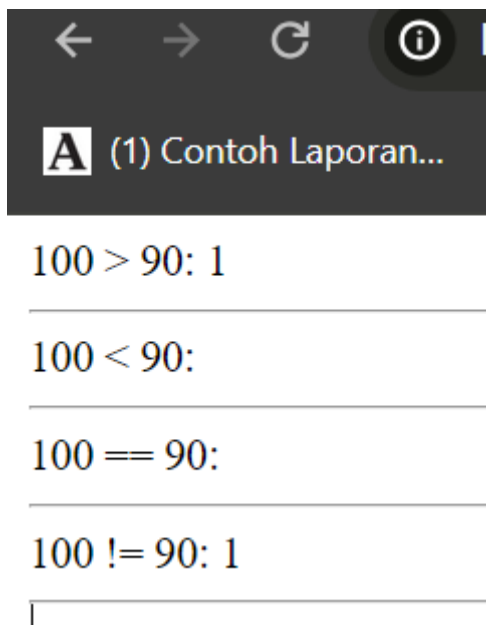 A (1) Contoh Laporan...
100 > 90: 1
100 < 90:
100 == 90:
100 != 90: 1